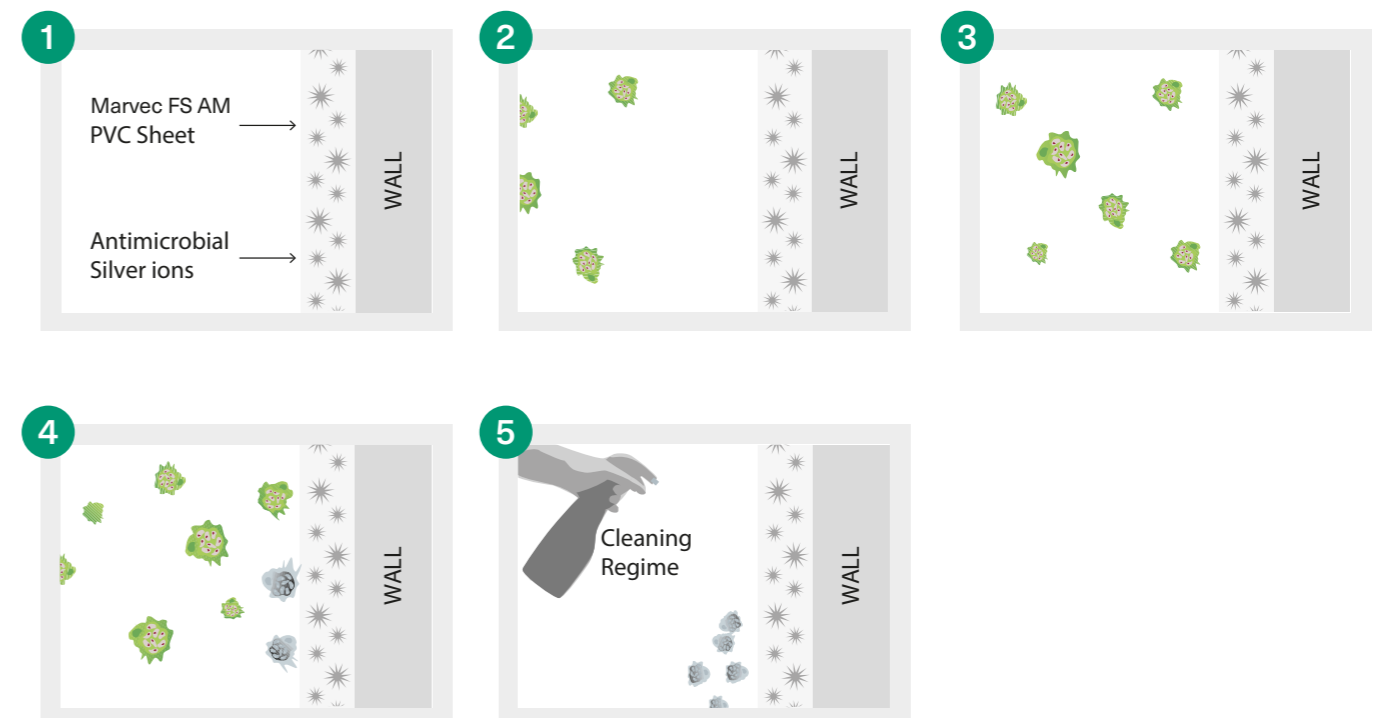 1
Marvec FS AM
PVC Sheet
Antimicrobial
Silver ions
WALL
2
WALL
3
WALL
4
WALL
5
Cleaning
Regime
WALL